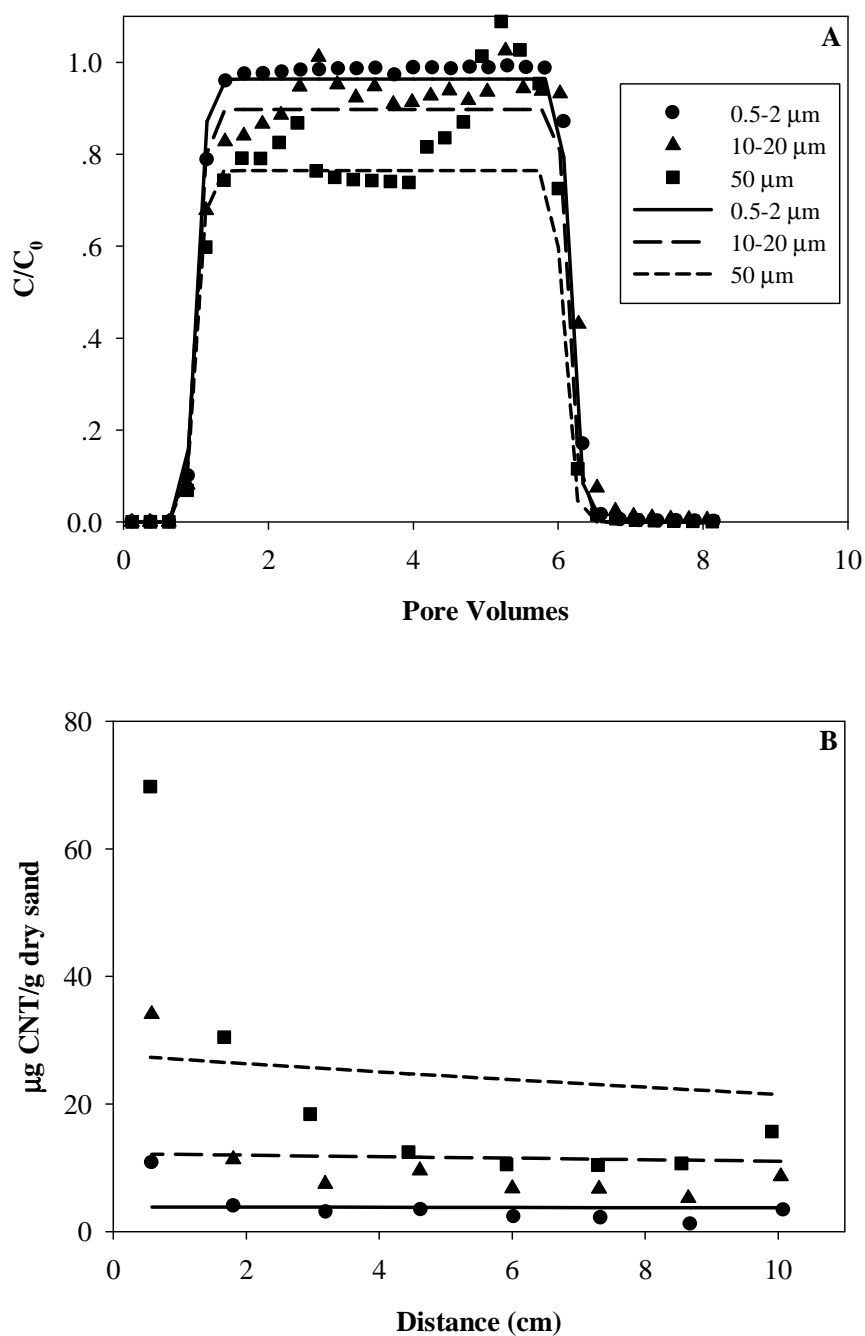 A
1.0
.8
.6
.4
.2
0.0
C/C0
0.5-2 µm
10-20 µm
50 µm
0.5-2 µm
10-20 µm
50 µm
0 2 4 6 8 10
Pore Volumes
B
80
60
40
20
0
µg CNT/g dry sand
0 2 4 6 8 10
Distance (cm)